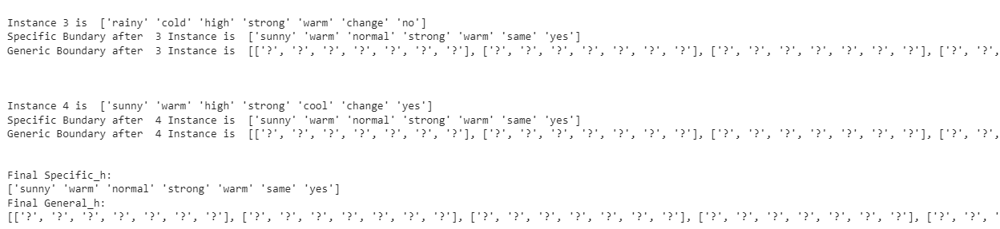 Instance 3 is  ['rainy' 'cold' 'high' 'strong' 'warm' 'change' 'no']
Specific Bundary after  3 Instance is  ['sunny' 'warm' 'normal' 'strong' 'warm' 'same' 'yes']
Generic Boundary after  3 Instance is  [['?', '?', '?', '?', '?', '?', '?'], ['?', '?', '?', '?', '?', '?', '?'], ['?', '?', '?', '?', '?', '?', '?'], ['?', '?',
Instance 4 is  ['sunny' 'warm' 'high' 'strong' 'cool' 'change' 'yes']
Specific Bundary after  4 Instance is  ['sunny' 'warm' 'normal' 'strong' 'warm' 'same' 'yes']
Generic Boundary after  4 Instance is  [['?', '?', '?', '?', '?', '?', '?'], ['?', '?', '?', '?', '?', '?', '?'], ['?', '?', '?', '?', '?', '?', '?'], ['?', '?',
Final Specific_h:
['sunny' 'warm' 'normal' 'strong' 'warm' 'same' 'yes']
Final General_h:
[['?', '?', '?', '?', '?', '?', '?'], ['?', '?', '?', '?', '?', '?', '?'], ['?', '?', '?', '?', '?', '?', '?'], ['?', '?', '?', '?', '?', '?', '?'], ['?', '?', '